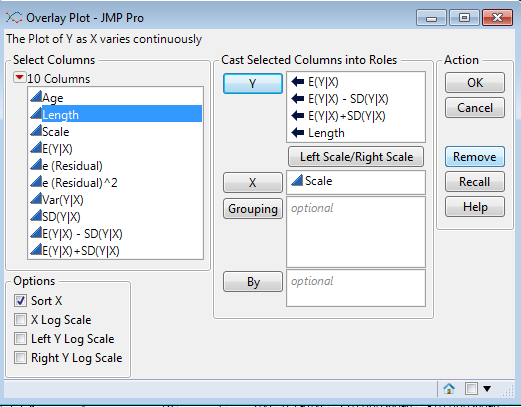 Overlay Plot - JMP Pro
The Plot of Y as X varies continuously
Select Columns
10 Columns
Age
Length
Scale
E(Y|X)
e (Residual)
e (Residual)^2
Var(Y|X)
SD(Y|X)
E(Y|X) - SD(Y|X)
E(Y|X)+SD(Y|X)
Options
Sort X
X Log Scale
Left Y Log Scale
Right Y Log Scale
Cast Selected Columns into Roles
Y
E(Y|X)
E(Y|X) - SD(Y|X)
E(Y|X)+SD(Y|X)
Length
Left Scale/Right Scale
X
Scale
Grouping
optional
By
optional
Action
OK
Cancel
Remove
Recall
Help